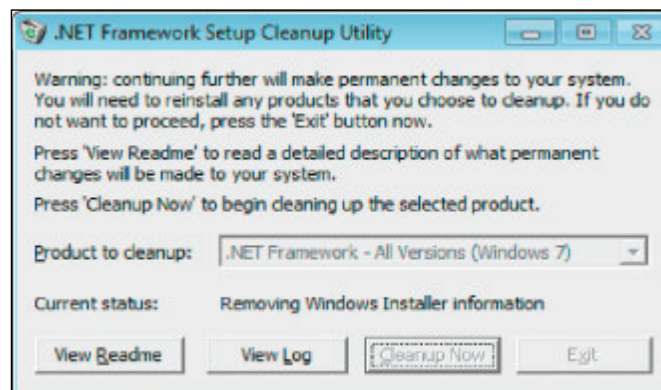 .NET Framework Setup Cleanup Utility
Warning: continuing further will make permanent changes to your system.
You will need to reinstall any products that you choose to cleanup. If you do
not want to proceed, press the 'Exit' button now.
Press 'View Readme' to read a detailed description of what permanent
changes will be made to your system.
Press 'Cleanup Now' to begin cleaning up the selected product.
Product to cleanup: .NET Framework - All Versions (Windows 7)
Current status: Removing Windows Installer information
View Readme View Log Cleanup Now Exit